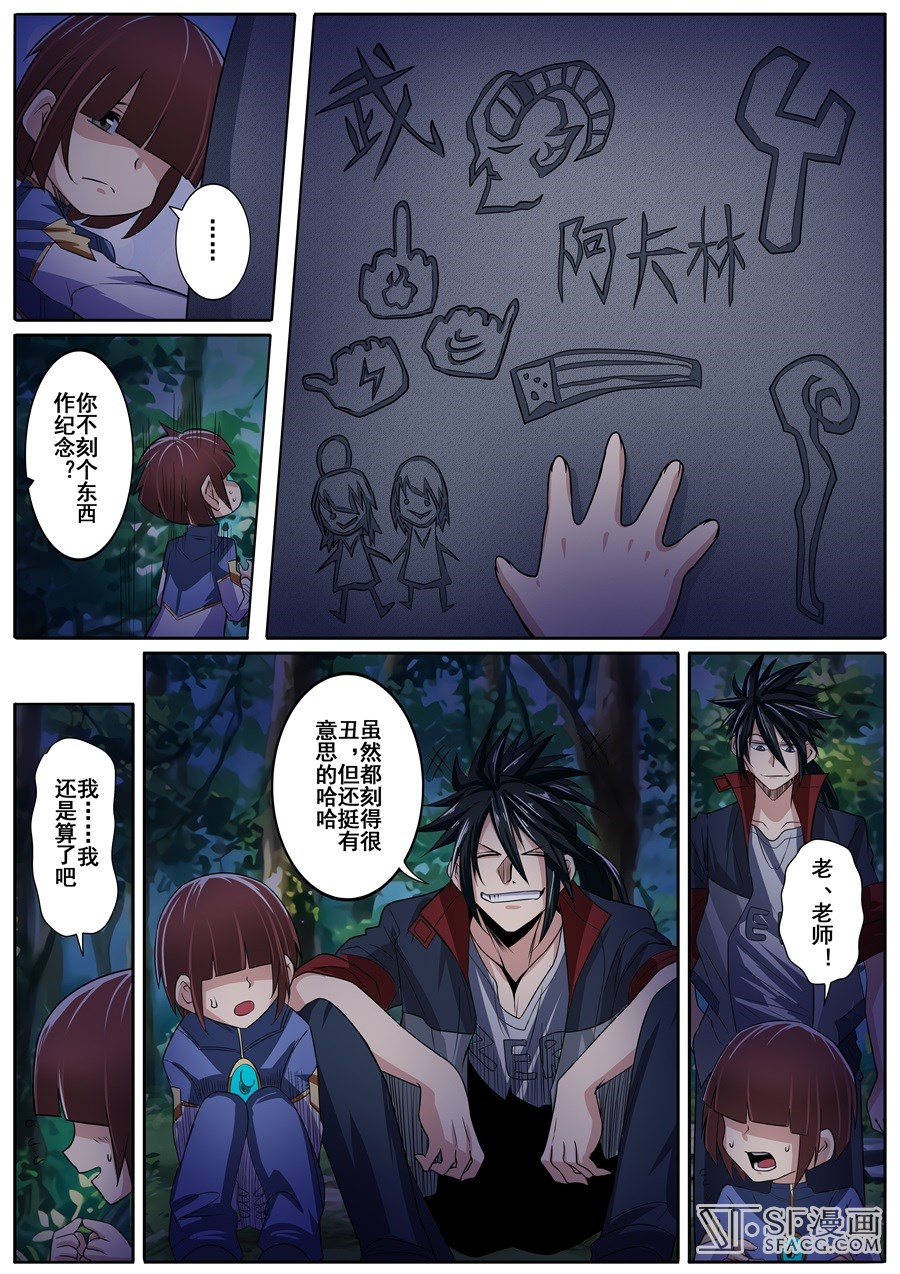 ……
武
阿卡林
你不刻个东西
作纪念？
老、
老师！
虽然都刻得很
丑，但还挺有
意思的哈哈
我……我
还是算了吧
SF漫画
SFACG.COM